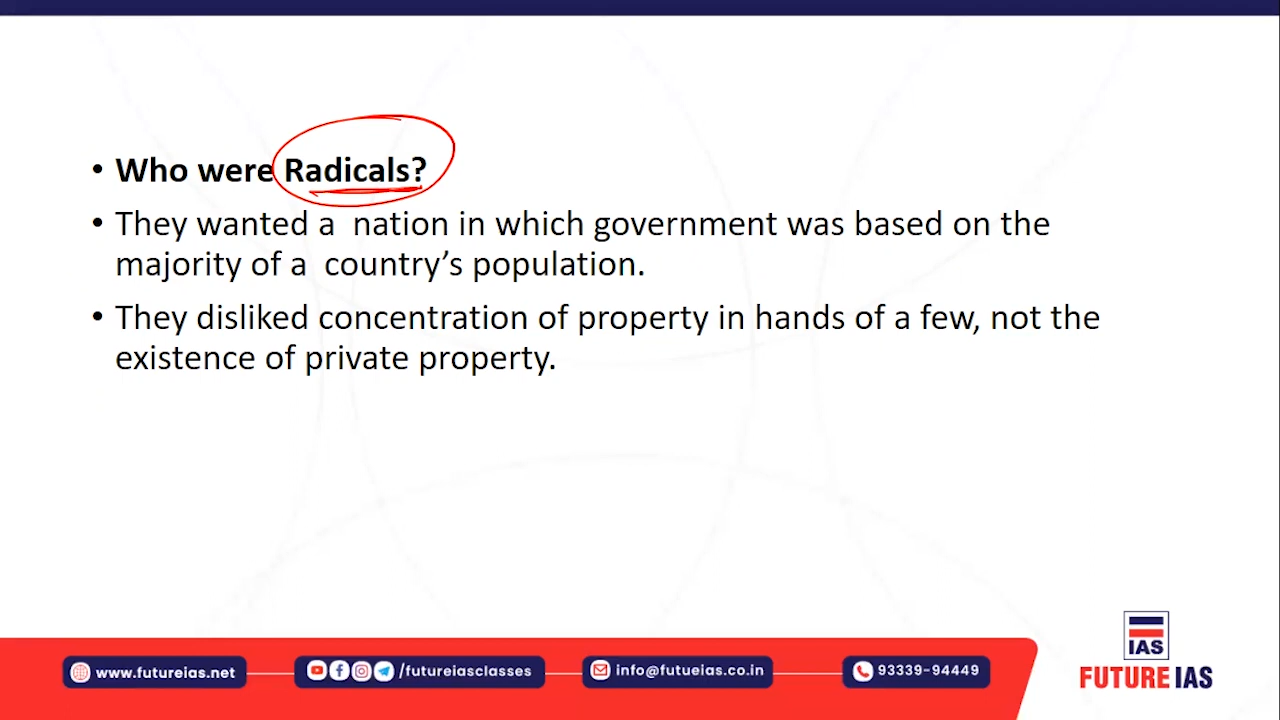 • Who were Radicals?
• They wanted a  nation in which government was based on the
majority of a  country’s population.
• They disliked concentration of property in hands of a few, not the
existence of private property.
www.futureias.net
/futureiasclasses
info@futueias.co.in
93339-94449
IAS
FUTURE IAS